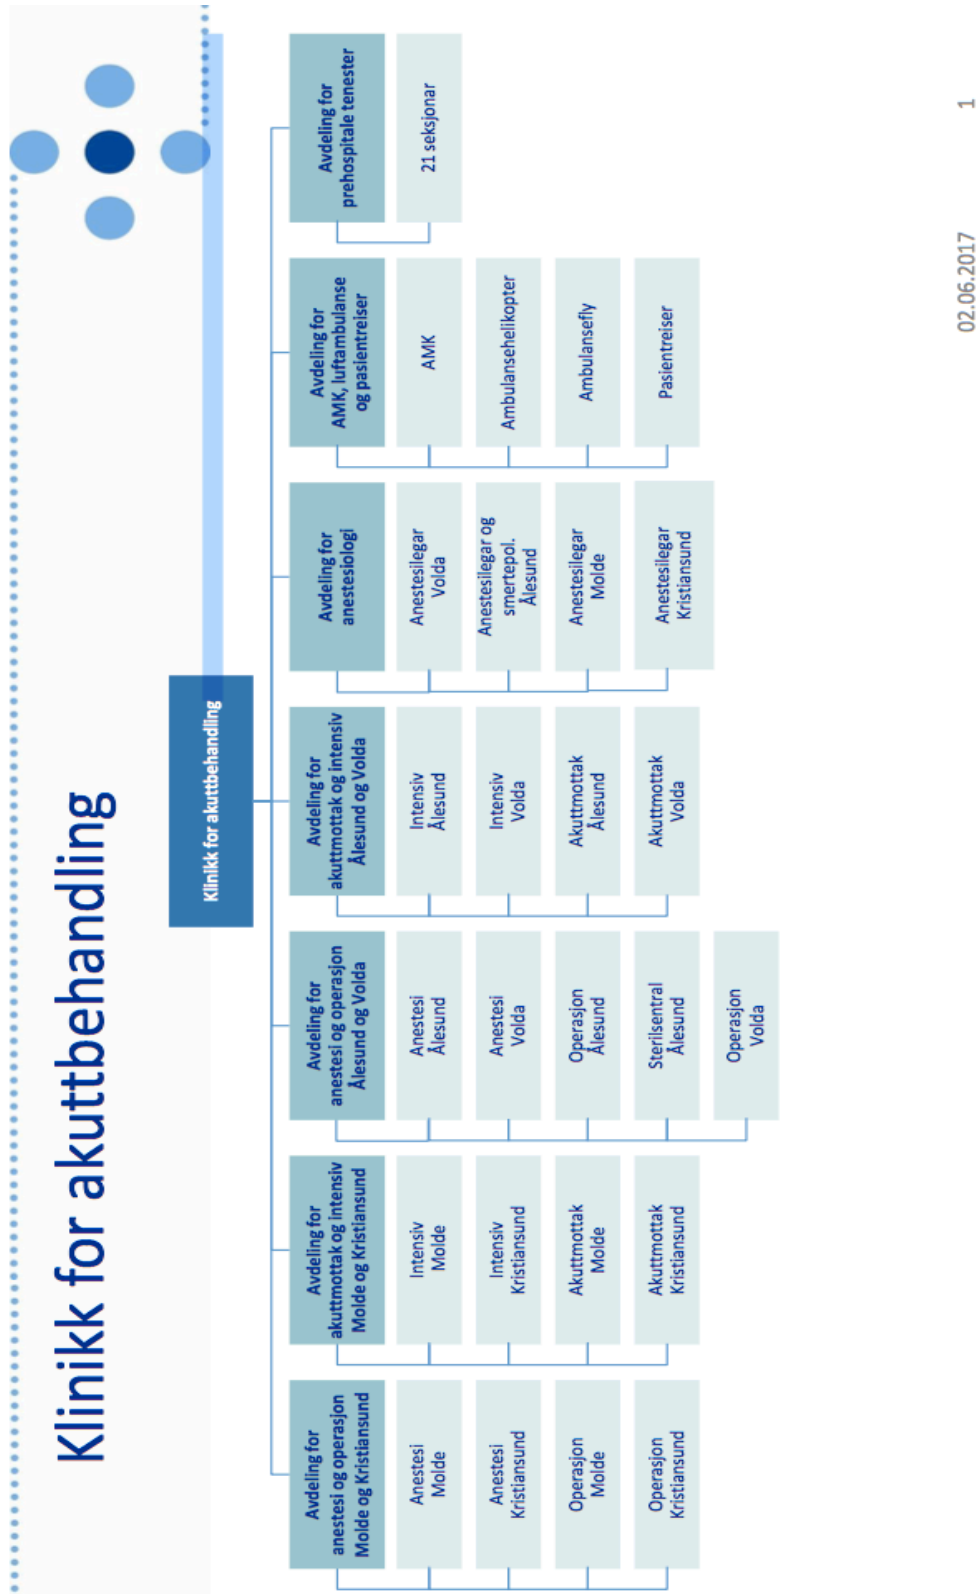 Klinikk for akuttbehandling
Klinikk for akuttbehandling
Avdeling for
anestesi og operasjon
Molde og Kristiansund
Anestesi
Molde
Anestesi
Kristiansund
Operasjon
Molde
Operasjon
Kristiansund
Avdeling for
akuttmottak og intensiv
Molde og Kristiansund
Intensiv
Molde
Intensiv
Kristiansund
Akuttmottak
Molde
Akuttmottak
Kristiansund
Avdeling for
anestesi og operasjon
Ålesund og Volda
Anestesi
Ålesund
Anestesi
Volda
Operasjon
Ålesund
Sterilsentral
Ålesund
Operasjon
Volda
Avdeling for
akuttmottak og intensiv
Ålesund og Volda
Intensiv
Ålesund
Intensiv
Volda
Akuttmottak
Ålesund
Akuttmottak
Volda
Avdeling for
anestesiologi
Anestesilegar
Volda
Anestesilegar og
smertepol.
Ålesund
Anestesilegar
Molde
Anestesilegar
Kristiansund
Avdeling for
AMK, luftambulanse
og pasientreiser
AMK
Ambulansehelikopter
Ambulansefly
Pasientreiser
Avdeling for
prehospitale tenester
21 seksjonar
02.06.2017
1